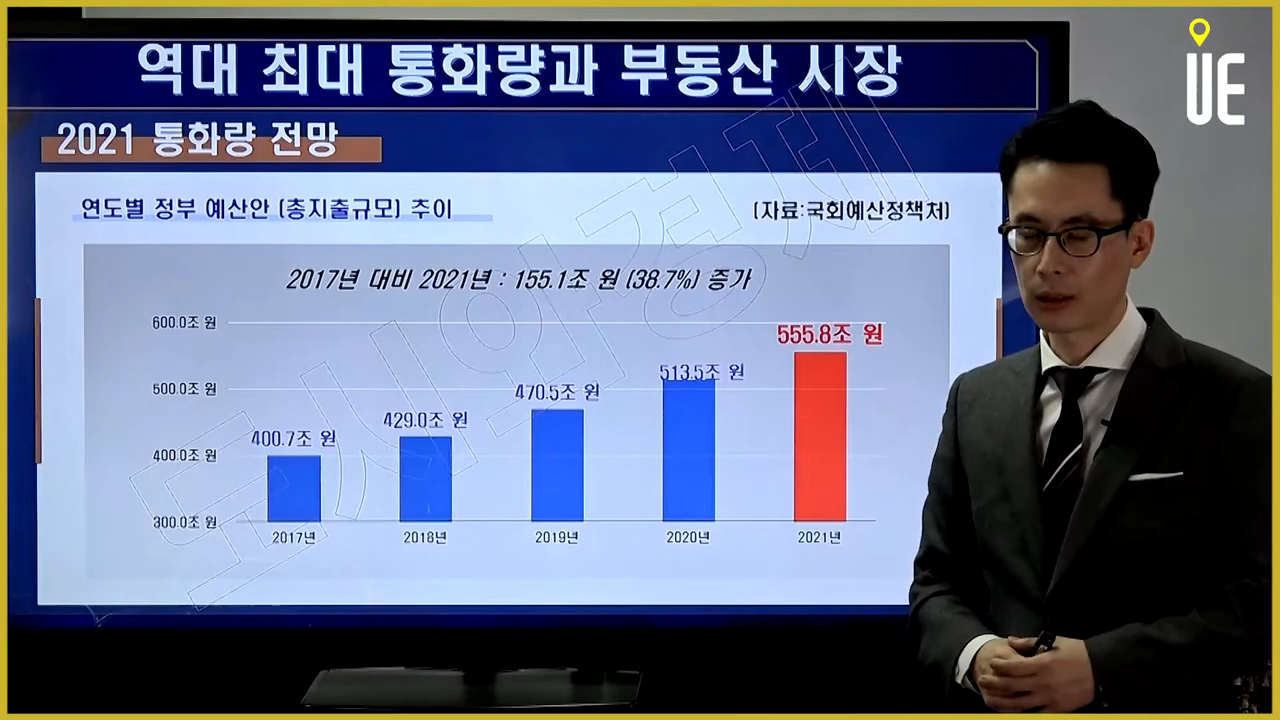 역대 최대 통화량과 부동산 시장
UE
2021 통화량 전망
연도별 정부 예산안 (총지출규모) 추이
(자료:국회예산정책처)
2017년 대비 2021년 : 155.1조 원 (38.7%) 증가
600.0조 원
500.0조 원
400.0조 원
300.0조 원
400.7조 원
429.0조 원
470.5조 원
513.5조 원
555.8조 원
2017년
2018년
2019년
2020년
2021년
도시와경제